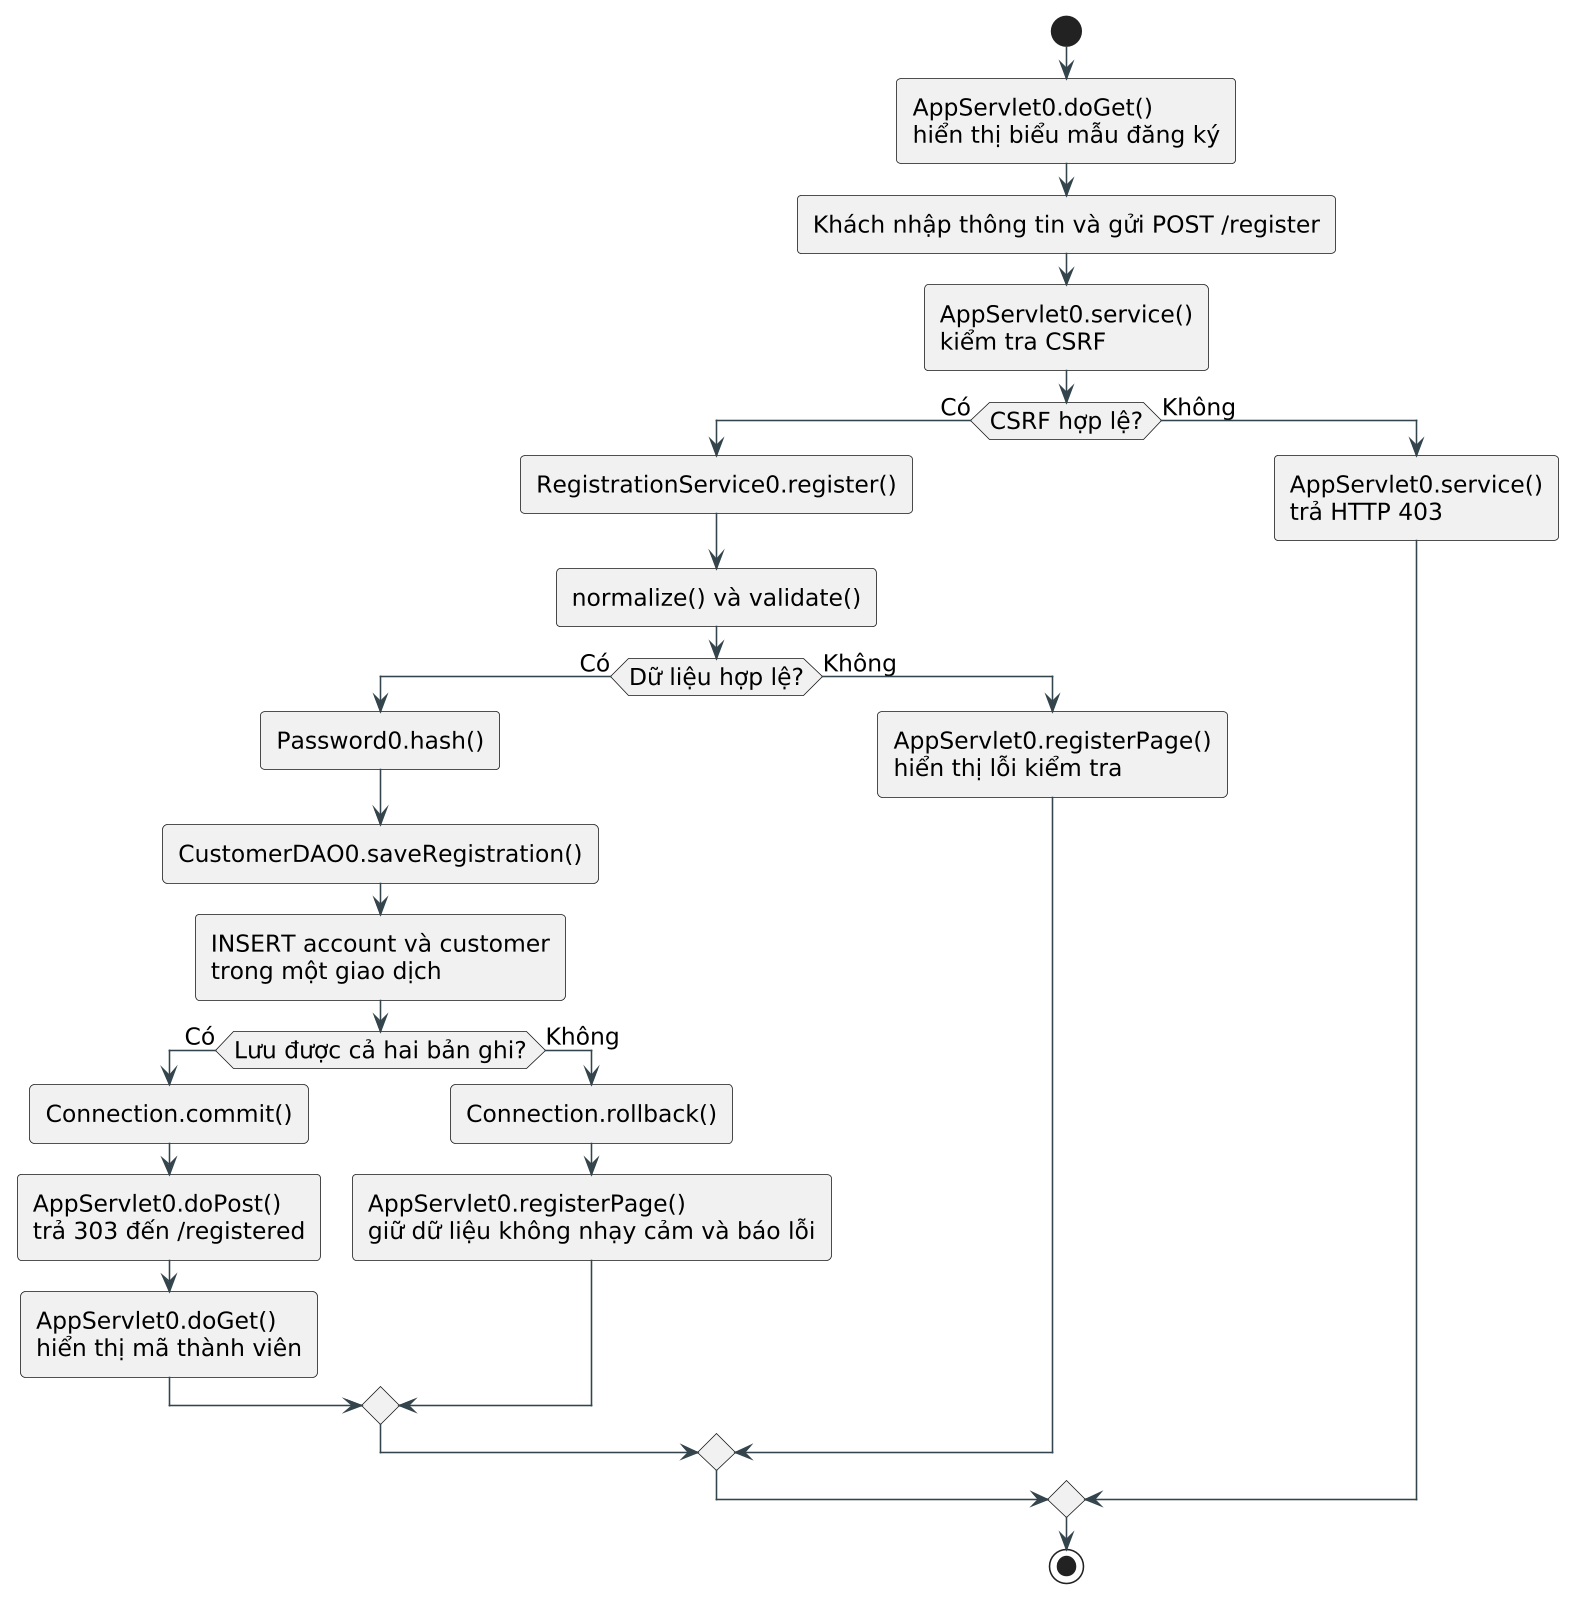 AppServlet0.doGet()
hiển thị biểu mẫu đăng ký
Khách nhập thông tin và gửi POST /register
AppServlet0.service()
kiểm tra CSRF
Có
CSRF hợp lệ?
Không
RegistrationService0.register()
AppServlet0.service()
trả HTTP 403
normalize() và validate()
Có
Dữ liệu hợp lệ?
Không
Password0.hash()
AppServlet0.registerPage()
hiển thị lỗi kiểm tra
CustomerDAO0.saveRegistration()
INSERT account và customer
trong một giao dịch
Có
Lưu được cả hai bản ghi?
Không
Connection.commit()
Connection.rollback()
AppServlet0.doPost()
trả 303 đến /registered
AppServlet0.registerPage()
giữ dữ liệu không nhạy cảm và báo lỗi
AppServlet0.doGet()
hiển thị mã thành viên